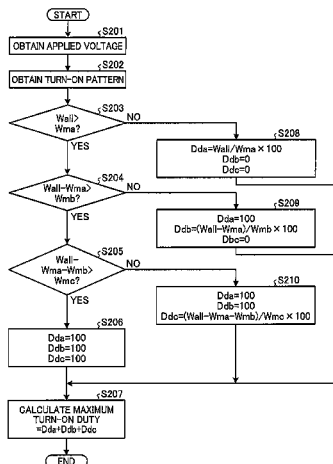 START
S201
OBTAIN APPLIED VOLTAGE
S202
OBTAIN TURN-ON PATTERN
S203
Wall>
Wma?
NO
YES
S208
Dda=Wall/Wma × 100
Ddb=0
Ddc=0
S204
Wall-Wma>
Wmb?
NO
YES
S209
Dda=100
Ddb=(Wall-Wma)/Wmb × 100
Dbc=0
S205
Wall-
Wma-Wmb>
Wmc?
NO
YES
S210
Dda=100
Ddb=100
Ddc=(Wall-Wma-Wmb)/Wmc × 100
S206
Dda=100
Ddb=100
Ddc=100
S207
CALCULATE MAXIMUM
TURN-ON DUTY
=Dda+Ddb+Ddc
END